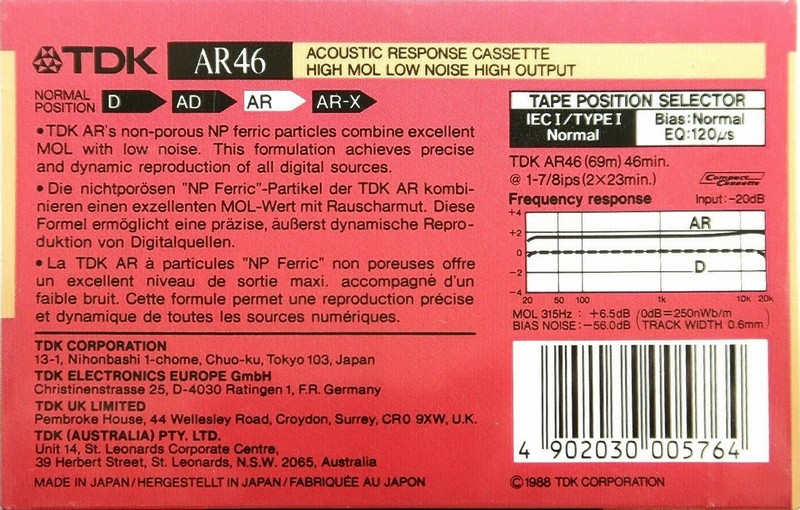 TDK AR46 ACOUSTIC RESPONSE CASSETTE
HIGH MOL LOW NOISE HIGH OUTPUT
NORMAL
POSITION D AD AR AR-X
•TDK AR's non-porous NP ferric particles combine excellent
MOL with low noise. This formulation achieves precise
and dynamic reproduction of all digital sources.
•Die nichtporösen "NP Ferric"-Partikel der TDK AR kombi-
nieren einen exzellenten MOL-Wert mit Rauscharmut. Diese
Formel ermöglicht eine präzise, äußerst dynamische Repro-
duktion von Digitalquellen.
•La TDK AR à particules "NP Ferric" non poreuses offre
un excellent niveau de sortie maxi. accompagné d'un
faible bruit. Cette formule permet une reproduction précise
et dynamique de toutes les sources numériques.
TDK CORPORATION
13-1, Nihonbashi 1-chome, Chuo-ku, Tokyo 103, Japan
TDK ELECTRONICS EUROPE GmbH
Christinenstrasse 25, D-4030 Ratingen 1, F.R. Germany
TDK UK LIMITED
Pembroke House, 44 Wellesley Road, Croydon, Surrey, CR0 9XW, U.K.
TDK (AUSTRALIA) PTY. LTD.
Unit 14, St. Leonards Corporate Centre,
39 Herbert Street, St. Leonards, N.S.W. 2065, Australia
MADE IN JAPAN/HERGESTELLT IN JAPAN/FABRIQUÉE AU JAPON
TAPE POSITION SELECTOR
IEC I/TYPE I
Normal
Bias:Normal
EQ:120µs
TDK AR46 (69m) 46min.
@ 1-7/8ips (2×23min.)
Compact
Cassette
Frequency response Input:-20dB
+4
+2
0
-2
-4
AR
D
20 50 100 1k 10k 20k
MOL 315Hz : +6.5dB (0dB=250nWb/m
BIAS NOISE:-56.0dB TRACK WIDTH 0.6mm)
4 902030 005764
©1988 TDK CORPORATION